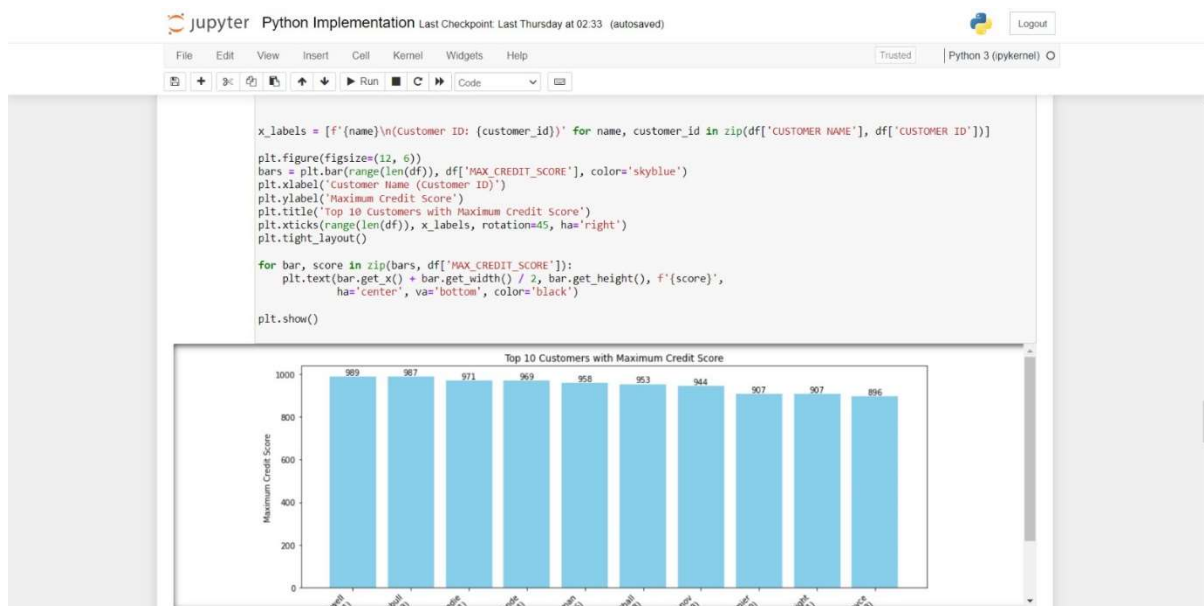 jupyter Python Implementation Last Checkpoint: Last Thursday at 02:33 (autosaved)
Logout
File Edit View Insert Cell Kernel Widgets Help
Trusted
Python 3 (ipykernel)
Run
Code
x_labels = [f'{name}\n(Customer ID: {customer_id})' for name, customer_id in zip(df['CUSTOMER NAME'], df['CUSTOMER ID'])]
plt.figure(figsize=(12, 6))
bars = plt.bar(range(len(df)), df['MAX_CREDIT_SCORE'], color='skyblue')
plt.xlabel('Customer Name (Customer ID)')
plt.ylabel('Maximum Credit Score')
plt.title('Top 10 Customers with Maximum Credit Score')
plt.xticks(range(len(df)), x_labels, rotation=45, ha='right')
plt.tight_layout()
for bar, score in zip(bars, df['MAX_CREDIT_SCORE']):
    plt.text(bar.get_x() + bar.get_width() / 2, bar.get_height(), f'{score}',
             ha='center', va='bottom', color='black')
plt.show()
Top 10 Customers with Maximum Credit Score
989 987 971 969 958 953 944 907 907 896
1000
800
600
400
200
0
Maximum Credit Score